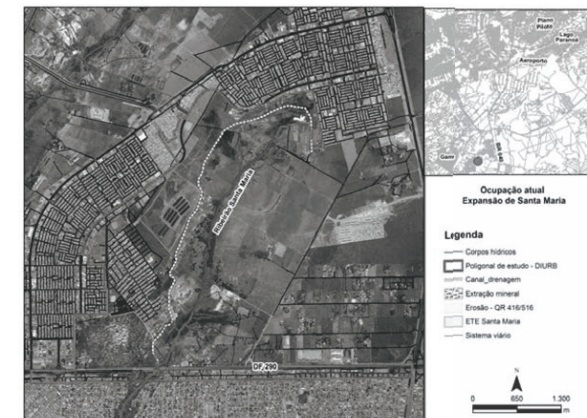 Plano
Piloto
Lago
Paranoá
Aeroporto
BR 040
Gama
Ribeirão Santa Maria
DF-290
Ocupação atual
Expansão de Santa Maria
Legenda
Corpos hídricos
Poligonal de estudo - DIURB
Canal_drenagem
Extração mineral
Erosão - QR 416/516
ETE Santa Maria
Sistema viário
N
0 650 1.300
m